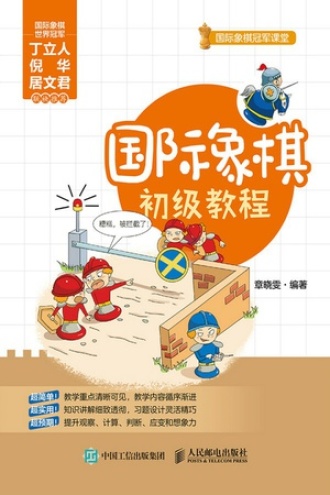 国际象棋
世界冠军
丁立人
倪华
居文君
联袂推荐
国际象棋冠军课堂
国际象棋
初级教程
糟糕，被拦截了！
章晓雯·编著
超简单！ 教学重点清晰可见，教学内容循序渐进
超实用！ 知识讲解细致透彻，习题设计灵活精巧
超预期！ 提升观察、计算、判断、应变和想象力
中国工信出版集团
人民邮电出版社
POSTS & TELECOM PRESS